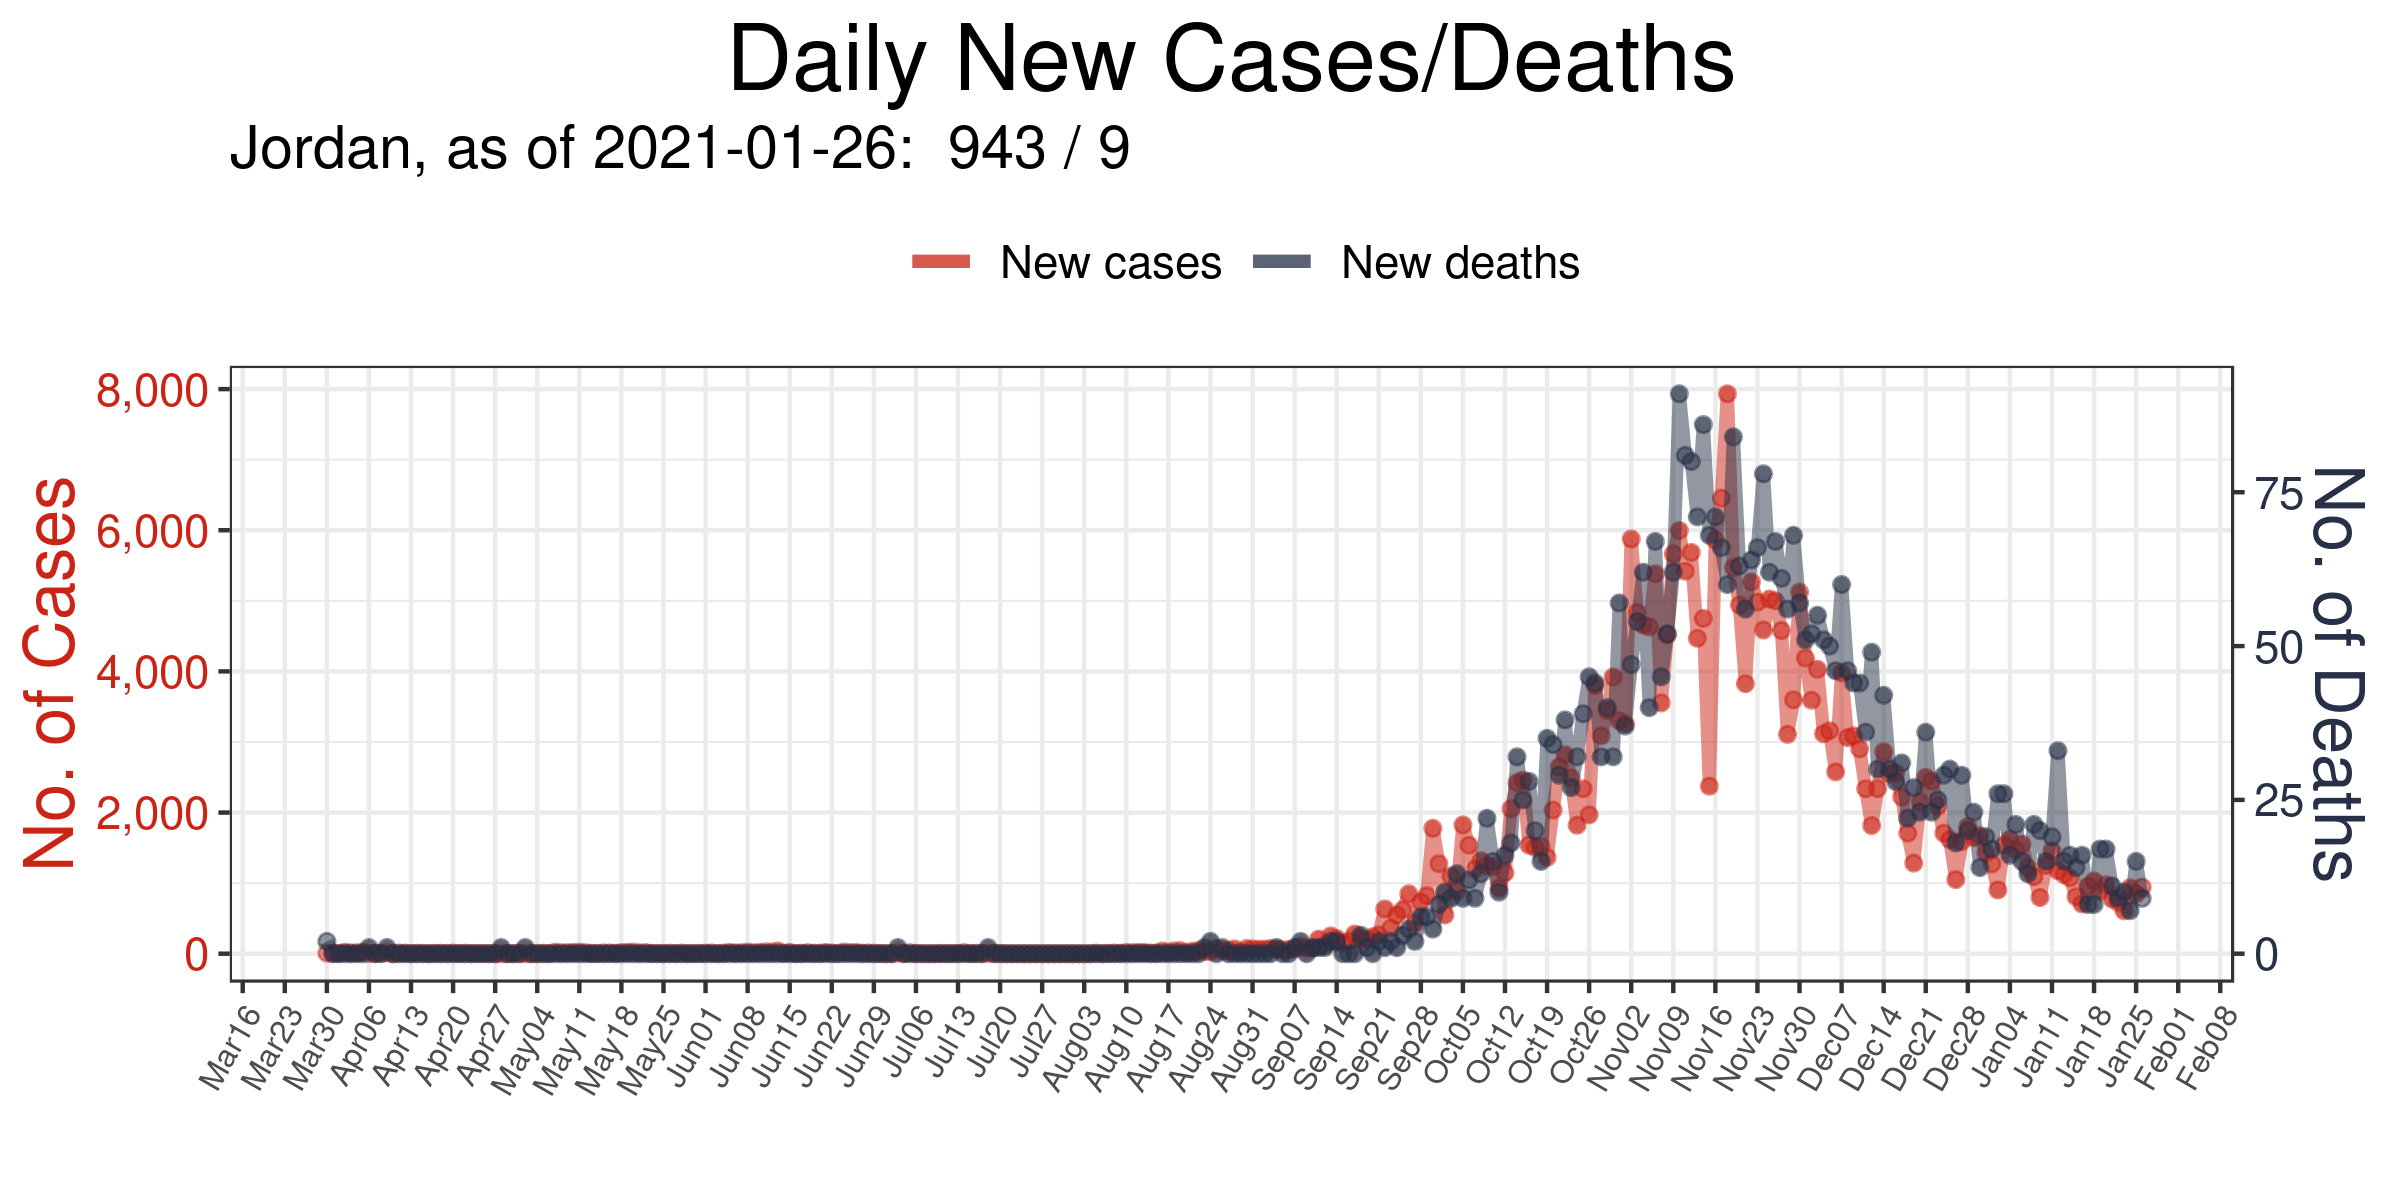 Daily New Cases/Deaths
Jordan, as of 2021-01-26:  943 / 9
New cases New deaths
No. of Cases
8,000
6,000
4,000
2,000
0
75
50
25
0
No. of Deaths
Mar16 Mar23 Mar30 Apr06 Apr13 Apr20 Apr27 May04 May11 May18 May25 Jun01 Jun08 Jun15 Jun22 Jun29 Jul06 Jul13 Jul20 Jul27 Aug03 Aug10 Aug17 Aug24 Aug31 Sep07 Sep14 Sep21 Sep28 Oct05 Oct12 Oct19 Oct26 Nov02 Nov09 Nov16 Nov23 Nov30 Dec07 Dec14 Dec21 Dec28 Jan04 Jan11 Jan18 Jan25 Feb01 Feb08